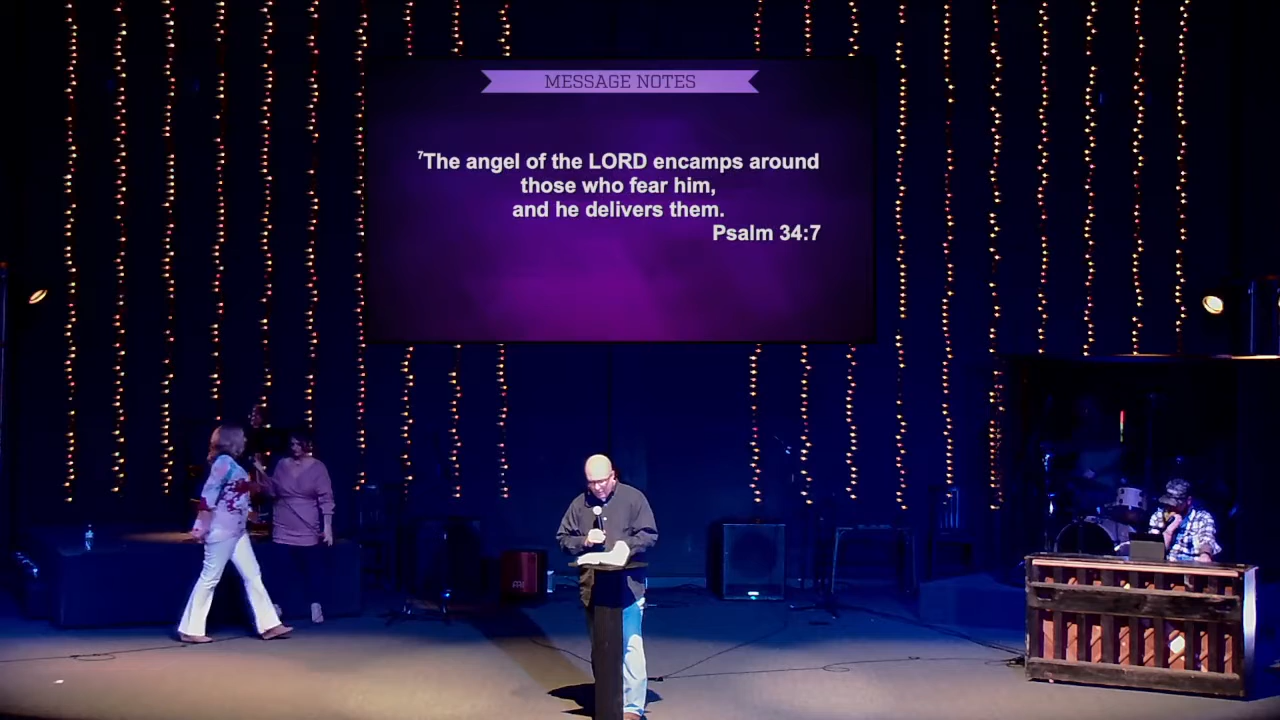 MESSAGE NOTES
⁷The angel of the LORD encamps around
those who fear him,
and he delivers them.
Psalm 34:7